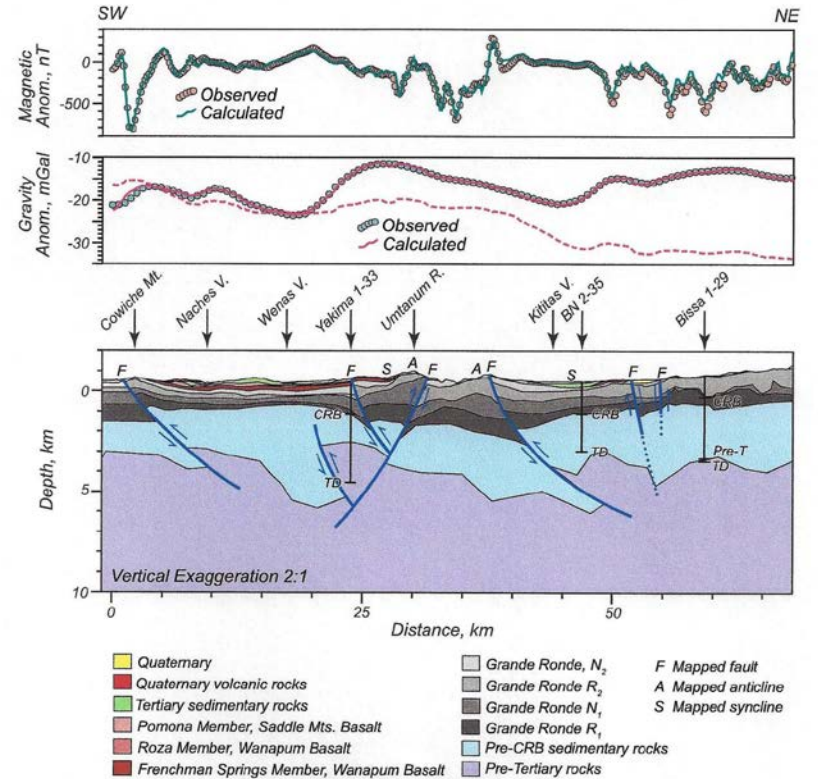 SW NE
Magnetic
Anom., nT
0
-500
Observed
Calculated
Gravity
Anom., mGal
-10
-20
-30
Observed
Calculated
Cowiche Mt.
Naches V.
Wenas V.
Yakima 1-33
Umtanum R.
Kititas V.
BN 2-35
Bissa 1-29
F F S A F A F S F F
CRB CRB CRB
TD TD Pre-T
TD
Depth, km
0
5
10
Vertical Exaggeration 2:1
0 25 50
Distance, km
Quaternary
Quaternary volcanic rocks
Tertiary sedimentary rocks
Pomona Member, Saddle Mts. Basalt
Roza Member, Wanapum Basalt
Frenchman Springs Member, Wanapum Basalt
Grande Ronde, N2
Grande Ronde R2
Grande Ronde N1
Grande Ronde R1
Pre-CRB sedimentary rocks
Pre-Tertiary rocks
F Mapped fault
A Mapped anticline
S Mapped syncline